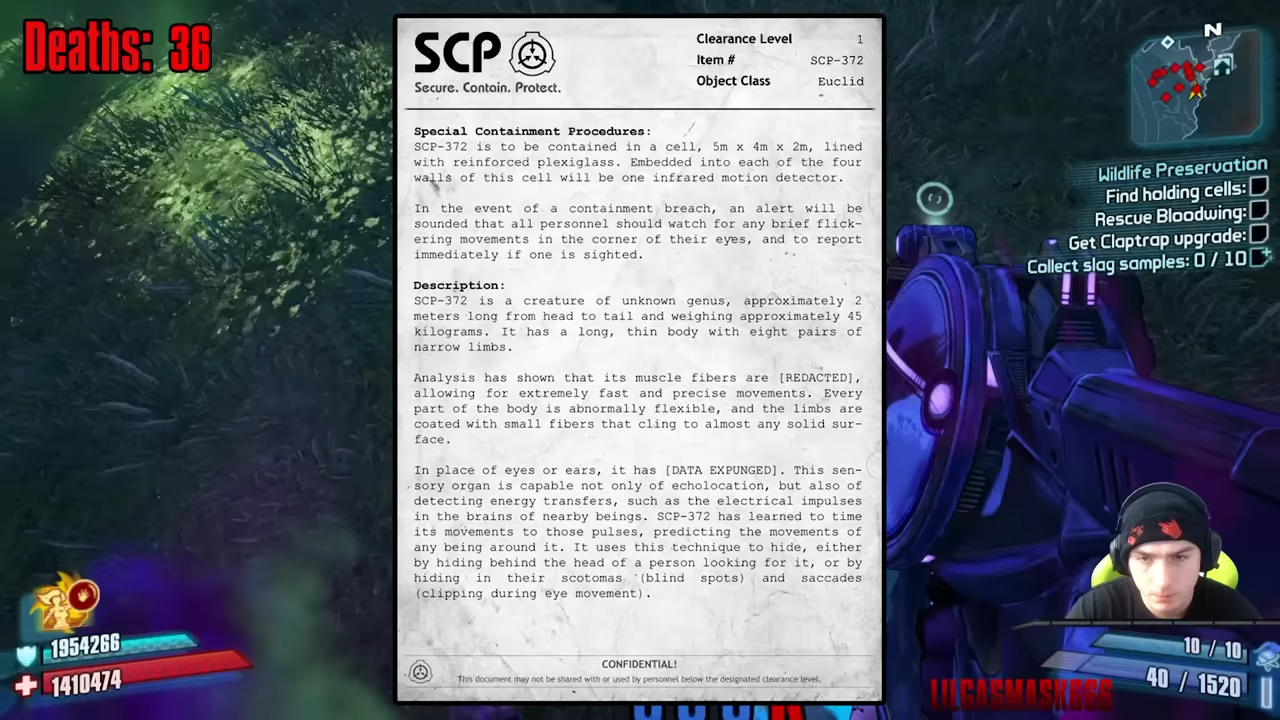 Deaths: 36
SCP
Secure. Contain. Protect.
Clearance Level 1
Item # SCP-372
Object Class Euclid
Special Containment Procedures:
SCP-372 is to be contained in a cell, 5m x 4m x 2m, lined
with reinforced plexiglass. Embedded into each of the four
walls of this cell will be one infrared motion detector.
In the event of a containment breach, an alert will be
sounded that all personnel should watch for any brief flick-
ering movements in the corner of their eyes, and to report
immediately if one is sighted.
Description:
SCP-372 is a creature of unknown genus, approximately 2
meters long from head to tail and weighing approximately 45
kilograms. It has a long, thin body with eight pairs of
narrow limbs.
Analysis has shown that its muscle fibers are [REDACTED],
allowing for extremely fast and precise movements. Every
part of the body is abnormally flexible, and the limbs are
coated with small fibers that cling to almost any solid sur-
face.
In place of eyes or ears, it has [DATA EXPUNGED]. This sen-
sory organ is capable not only of echolocation, but also of
detecting energy transfers, such as the electrical impulses
in the brains of nearby beings. SCP-372 has learned to time
its movements to those pulses, predicting the movements of
any being around it. It uses this technique to hide, either
by hiding behind the head of a person looking for it, or by
hiding in their scotomas (blind spots) and saccades
(clipping during eye movement).
CONFIDENTIAL!
This document may not be shared with or used by personnel below the designated clearance level.
N
Wildlife Preservation
Find holding cells:
Rescue Bloodwing:
Get Claptrap upgrade:
Collect slag samples: 0 / 10
1954266
1410474
10 / 10
40 / 1520
LILGASMASK666